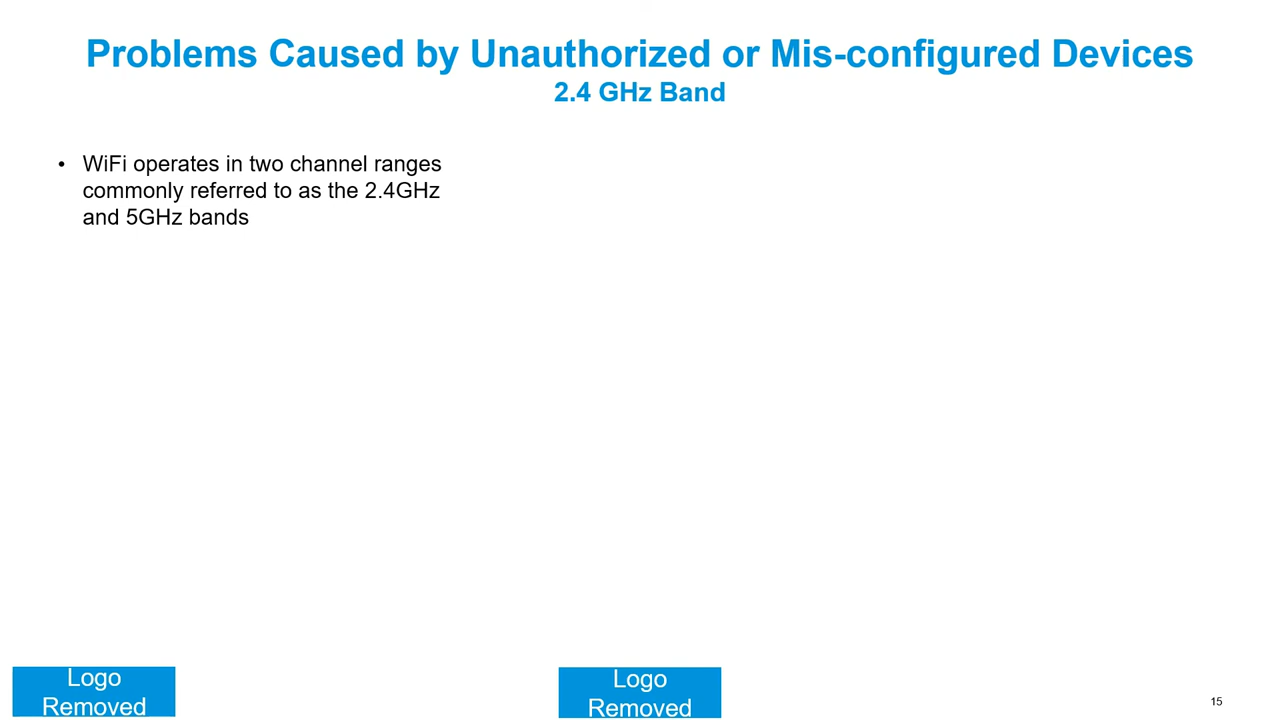 Problems Caused by Unauthorized or Mis-configured Devices
2.4 GHz Band
• WiFi operates in two channel ranges
commonly referred to as the 2.4GHz
and 5GHz bands
Logo
Removed
Logo
Removed
15